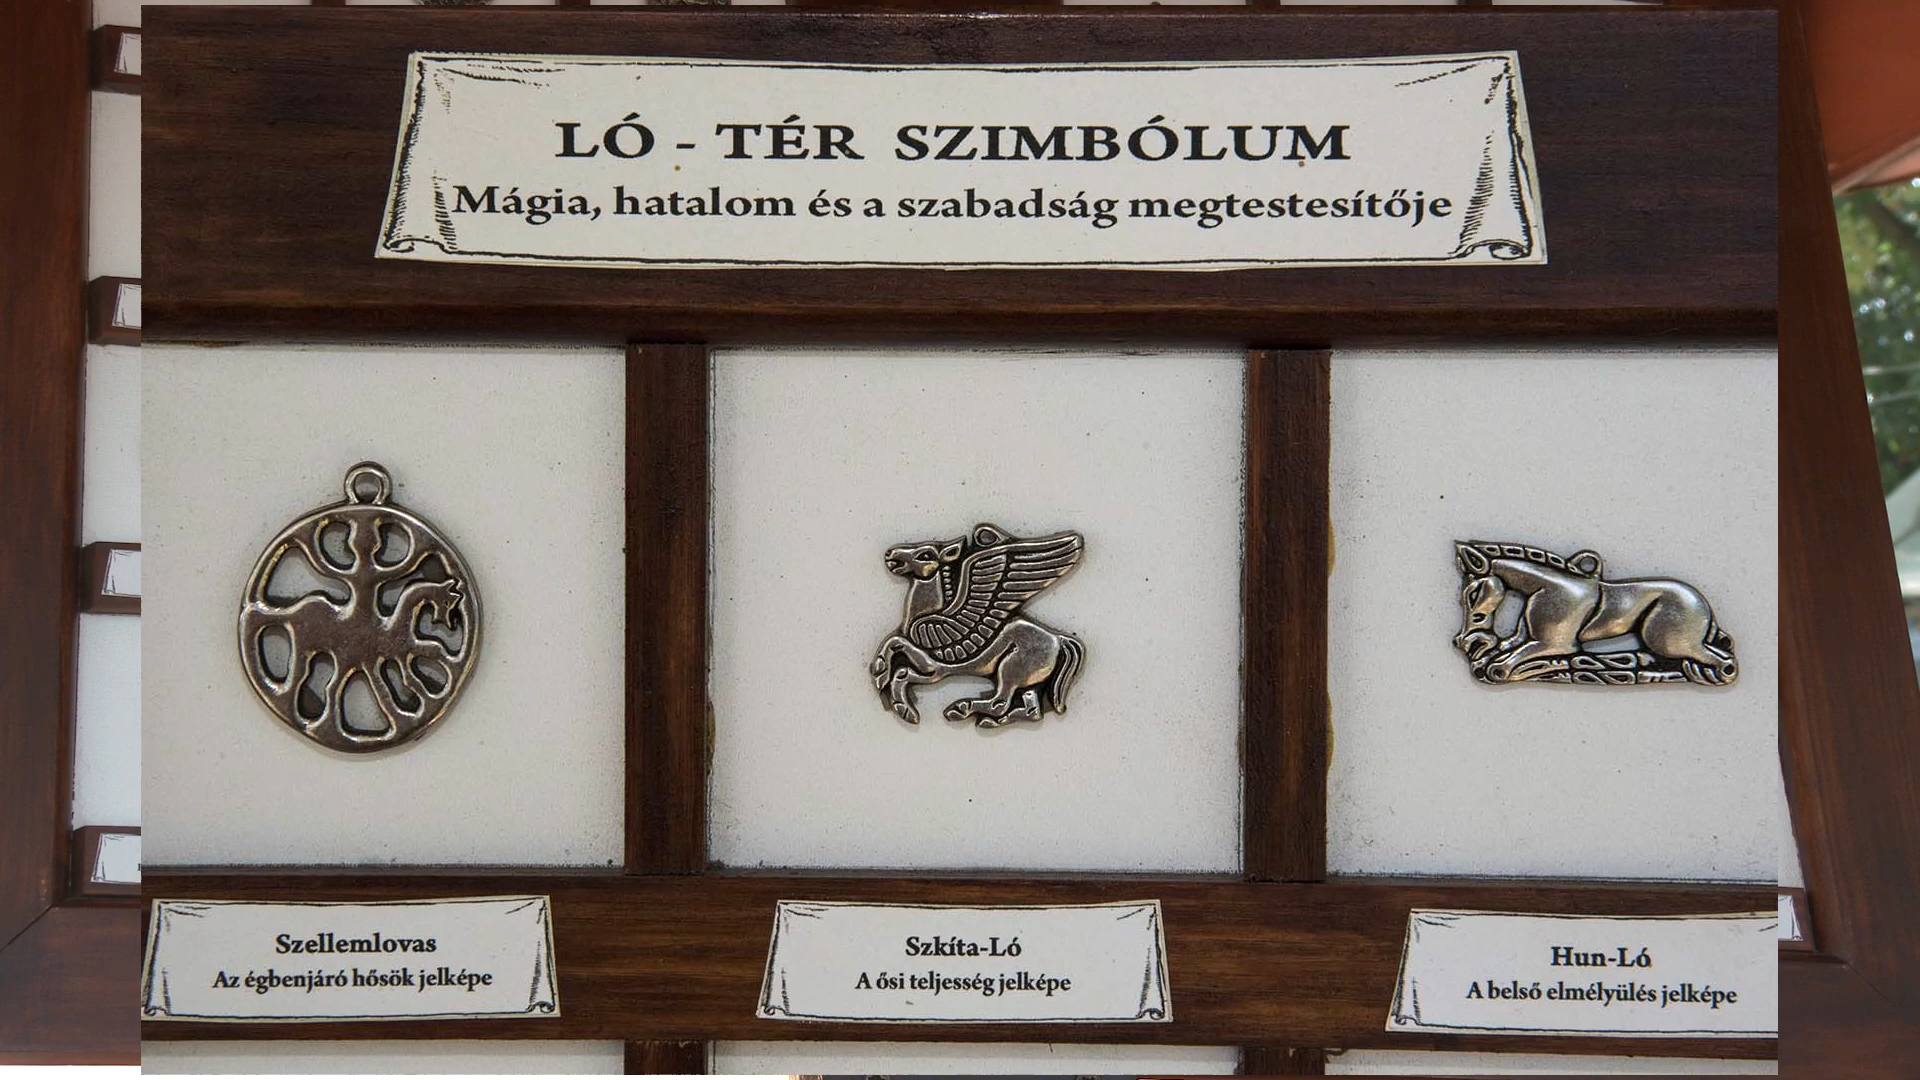 LÓ - TÉR SZIMBÓLUM
Mágia, hatalom és a szabadság megtestesítője
Szellemlovas
Az égbenjáró hősök jelképe
Szkíta-Ló
A ősi teljesség jelképe
Hun-Ló
A belső elmélyülés jelképe